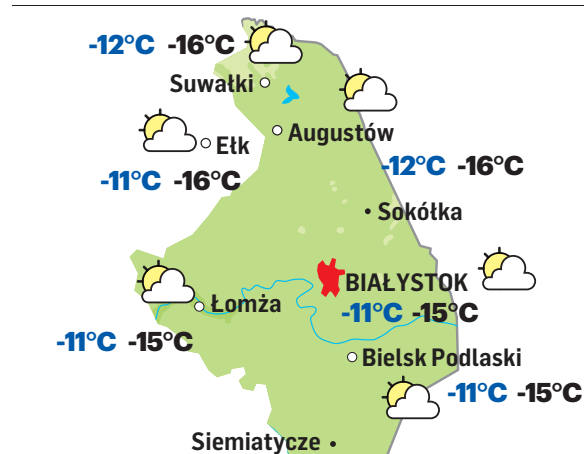 -12°C -16°C
Suwałki
Augustów
Ełk
-12°C -16°C
-11°C -16°C
Sokółka
BIAŁYSTOK
Łomża
-11°C -15°C
-11°C -15°C
Bielsk Podlaski
-11°C -15°C
Siemiatycze